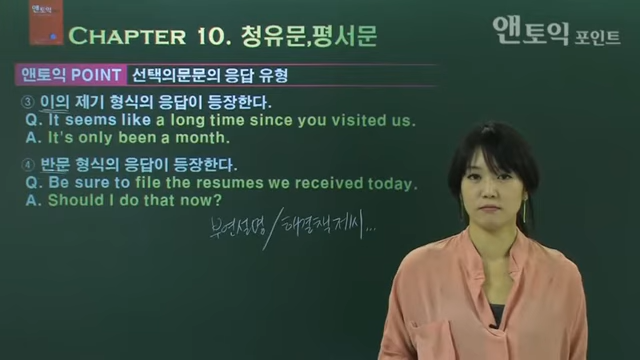 CHAPTER 10. 청유문,평서문
앤토익 포인트
앤토익 POINT 선택의문문의 응답 유형
③ 이의 제기 형식의 응답이 등장한다.
Q. It seems like a long time since you visited us.
A. It's only been a month.
④ 반문 형식의 응답이 등장한다.
Q. Be sure to file the resumes we received today.
A. Should I do that now?
부연설명/해결책제시...